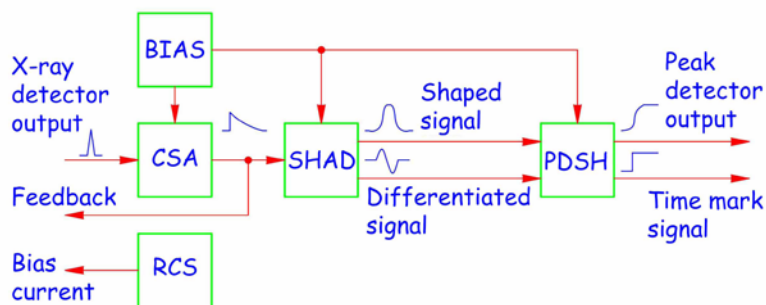 BIAS
X-ray
detector
output
CSA
SHAD
Shaped
signal
Differentiated
signal
PDSH
Peak
detector
output
Time mark
signal
Feedback
Bias
current
RCS